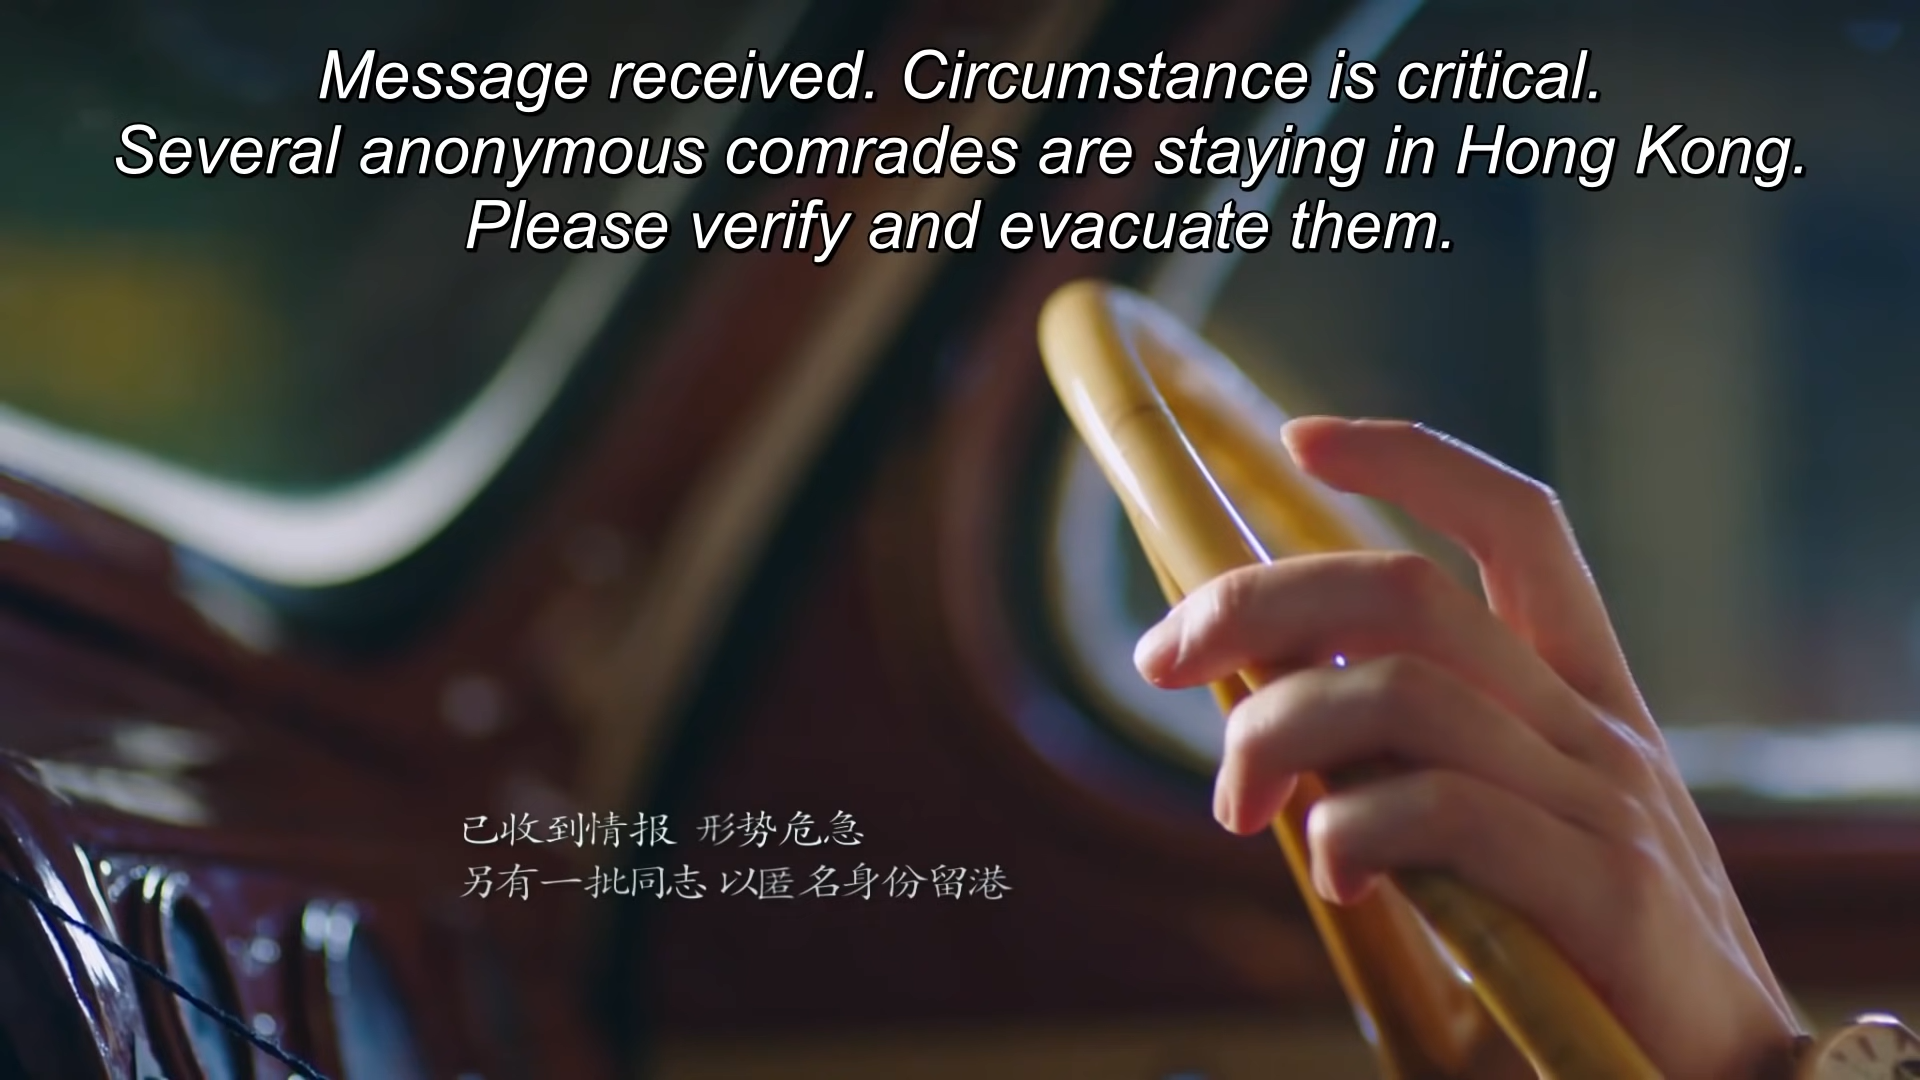 Message received. Circumstance is critical.
Several anonymous comrades are staying in Hong Kong.
Please verify and evacuate them.
已收到情报 形势危急
另有一批同志 以匿名身份留港